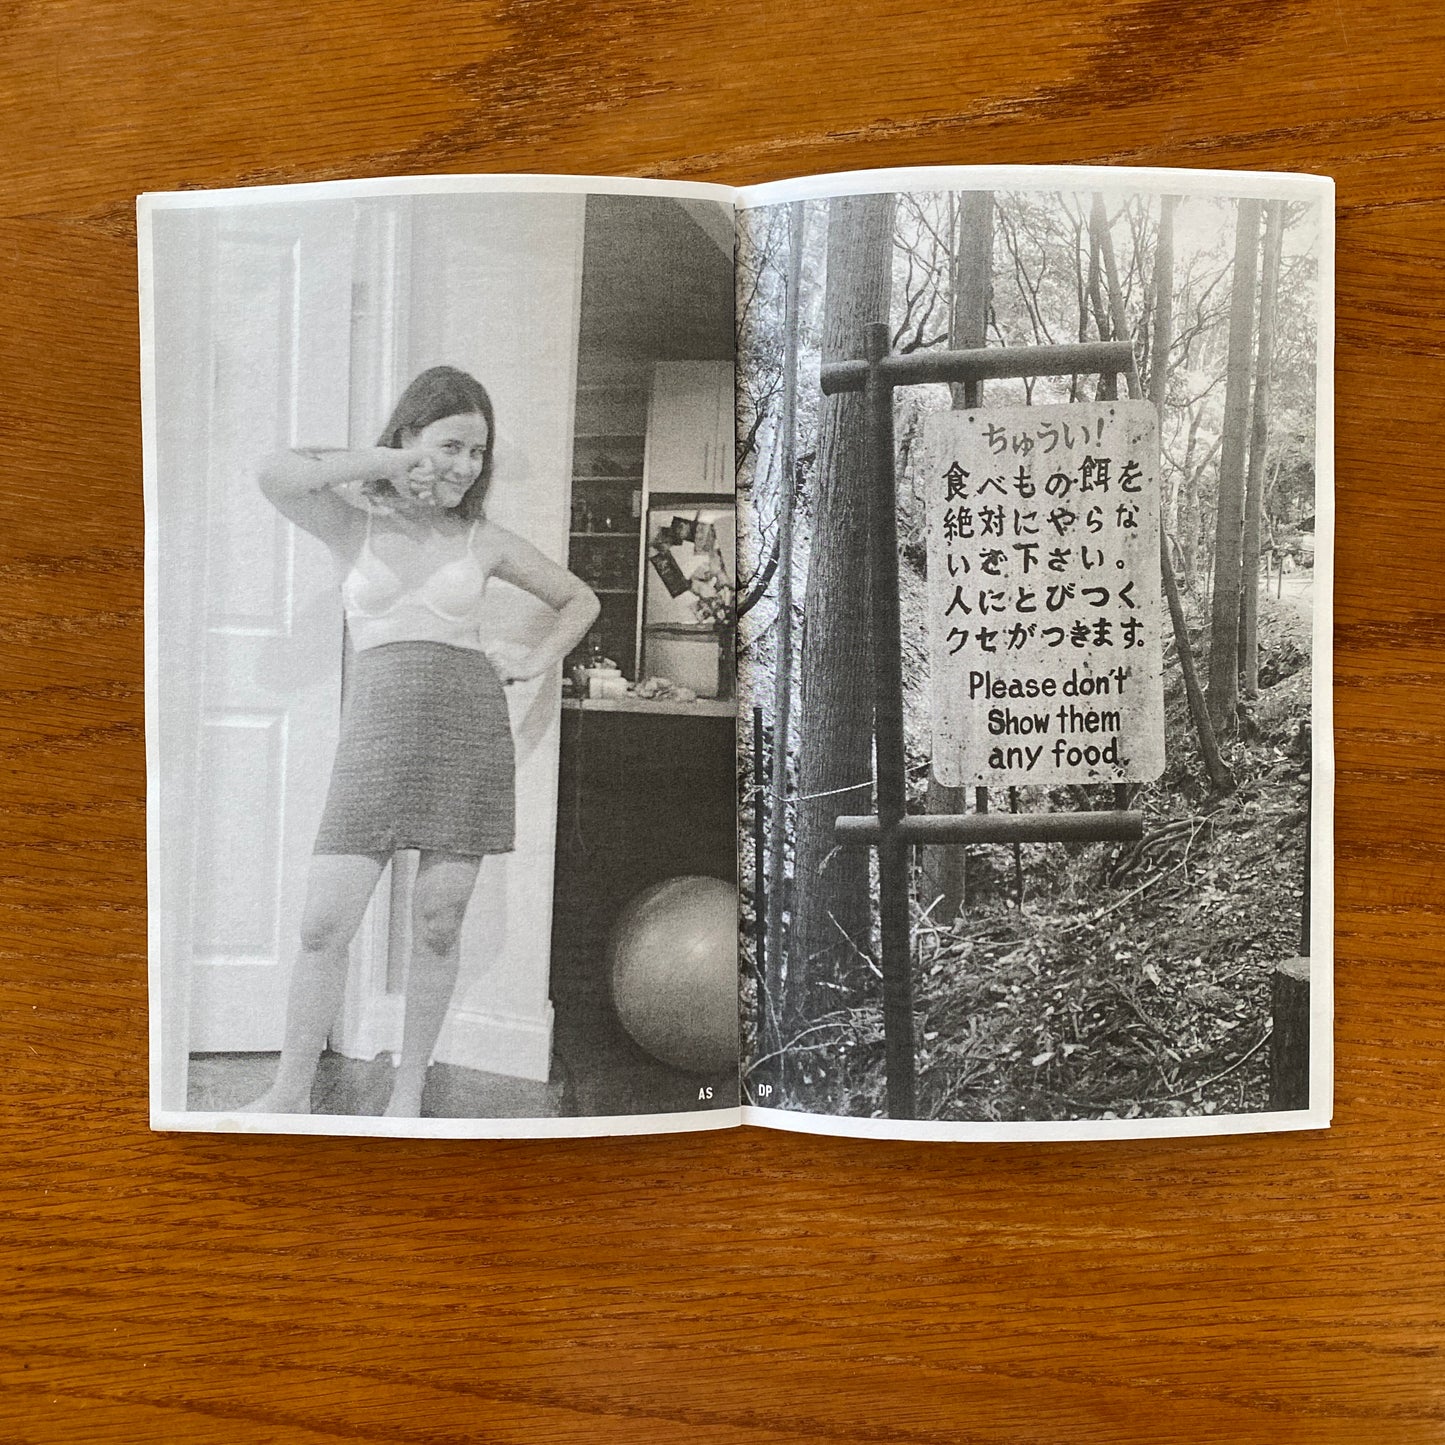 AS
DP
ちゅうい!
食べもの餌を
絶対にやらな
いで下さい。
人にとびつく
クセがつきます。
Please don't
Show them
any food.